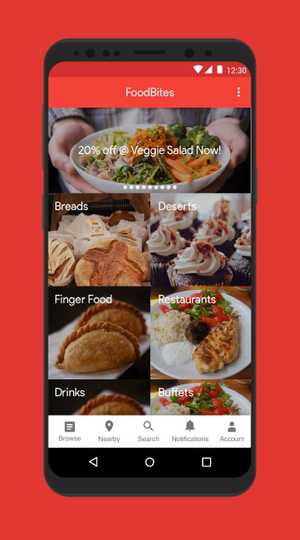 12:30
FoodBites
20% off @ Veggie Salad Now!
Breads
Deserts
Finger Food
Restaurants
Drinks
Buffets
Browse
Nearby
Search
Notifications
Account